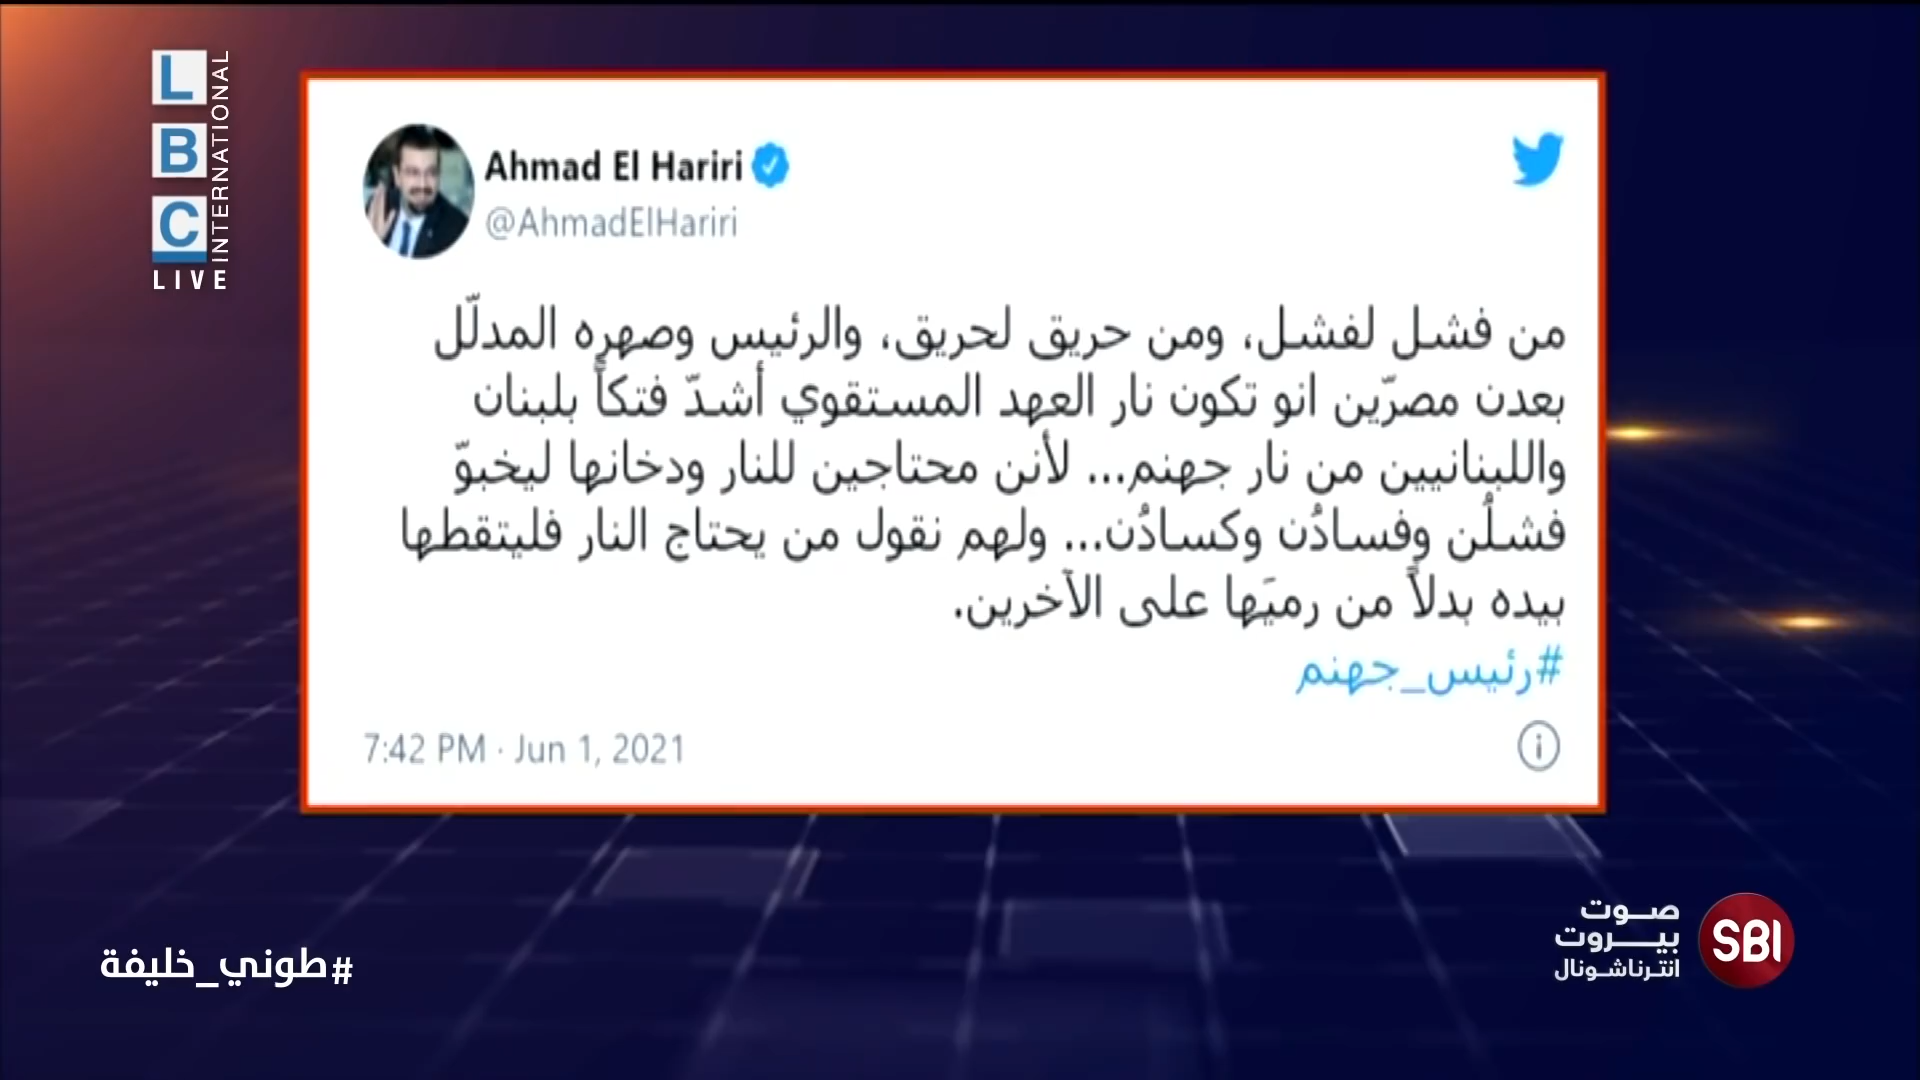 L
B
C
INTERNATIONAL
LIVE
Ahmad El Hariri
@AhmadElHariri
من فشل لفشل، ومن حريق لحريق، والرئيس وصهره المدلّل
بعدن مصرّين انو تكون نار العهد المستقوي أشدّ فتكاً بلبنان
واللبنانيين من نار جهنم... لأنن محتاجين للنار ودخانها ليخبوّ
فشلُن وفسادُن وكسادُن... ولهم نقول من يحتاج النار فليتقطها
بيده بدلاً من رميَها على الآخرين.
#رئيس_جهنم
7:42 PM · Jun 1, 2021
#طوني_خليفة
صوت
بيروت
انترناشونال
SBI